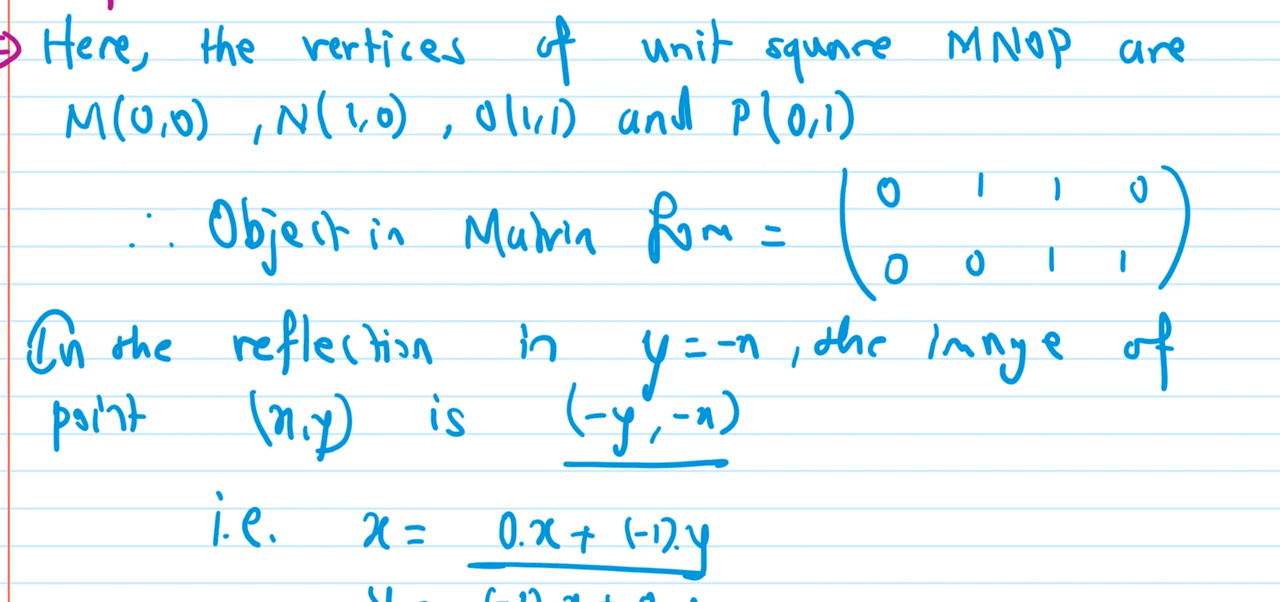 ⇒ Here, the vertices of unit square MNOP are
M(0,0) , N(1,0) , O(1,1) and P(0,1)
∴ Object in Matrix form = ( 0 1 1 0
0 0 1 1 )
In the reflection in y = -x , the image of
point (x,y) is (-y, -x)
i.e. x = 0.x + (-1).y